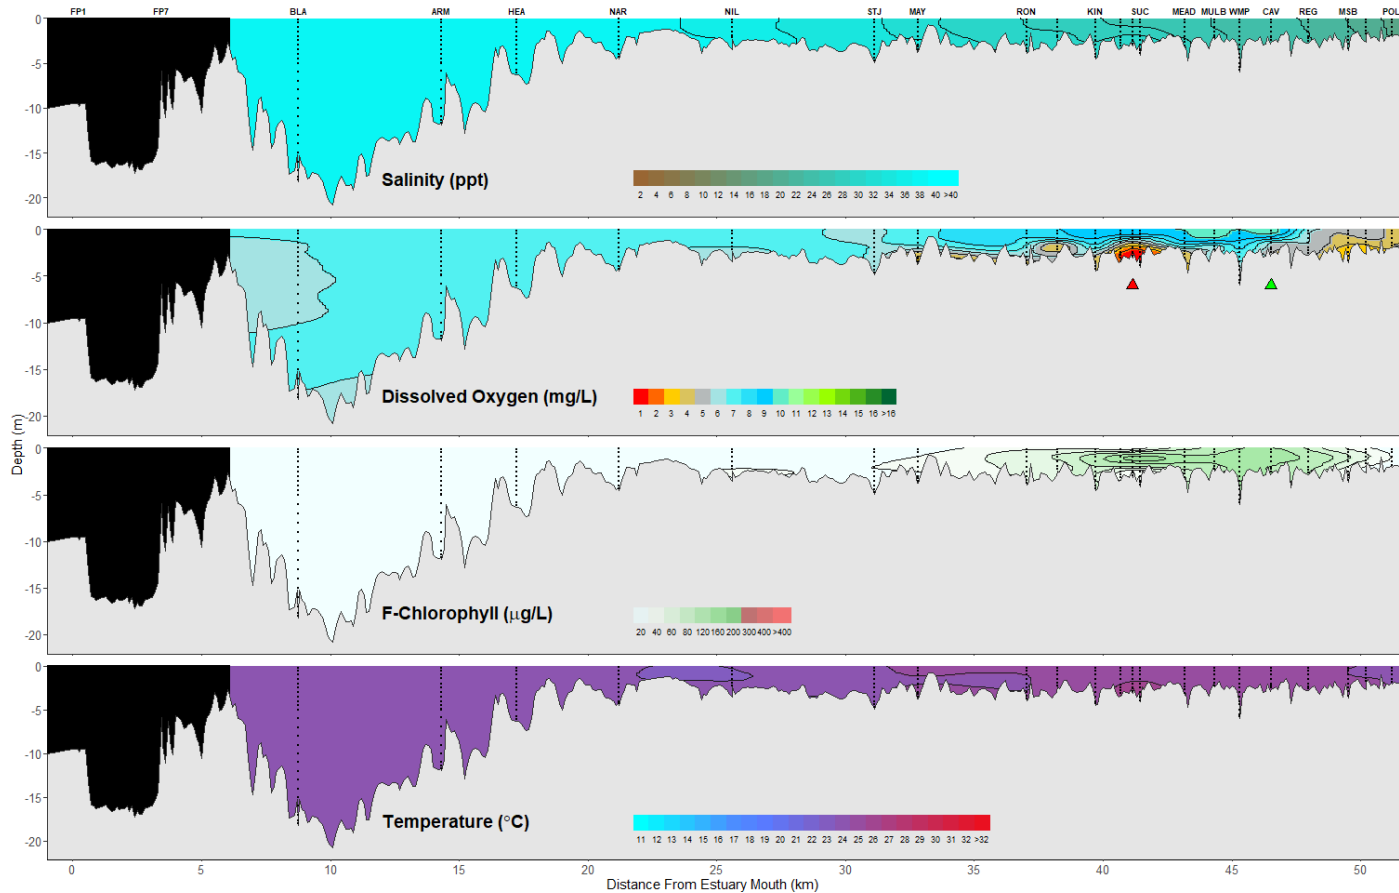 FP1 FP7 BLA ARM HEA NAR NIL STJ MAY RON KIN SUC MEAD MULB WMP CAV REG MSB POL
0
-5
-10
-15
-20
Salinity (ppt)
2 4 6 8 10 12 14 16 18 20 22 24 26 28 30 32 34 36 38 40 >40
0
-5
-10
-15
-20
Dissolved Oxygen (mg/L)
1 2 3 4 5 6 7 8 9 10 11 12 13 14 15 16 >16
Depth (m)
0
-5
-10
-15
-20
F-Chlorophyll (μg/L)
20 40 60 80 120 160 200 300 400 >400
0
-5
-10
-15
-20
Temperature (°C)
11 12 13 14 16 17 18 19 20 21 22 23 24 25 26 27 28 29 30 31 32 >32
0 5 10 15 20 25 30 35 40 45 50
Distance From Estuary Mouth (km)